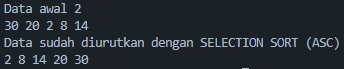 Data awal 2
30 20 2 8 14
Data sudah diurutkan dengan SELECTION SORT (ASC)
2 8 14 20 30